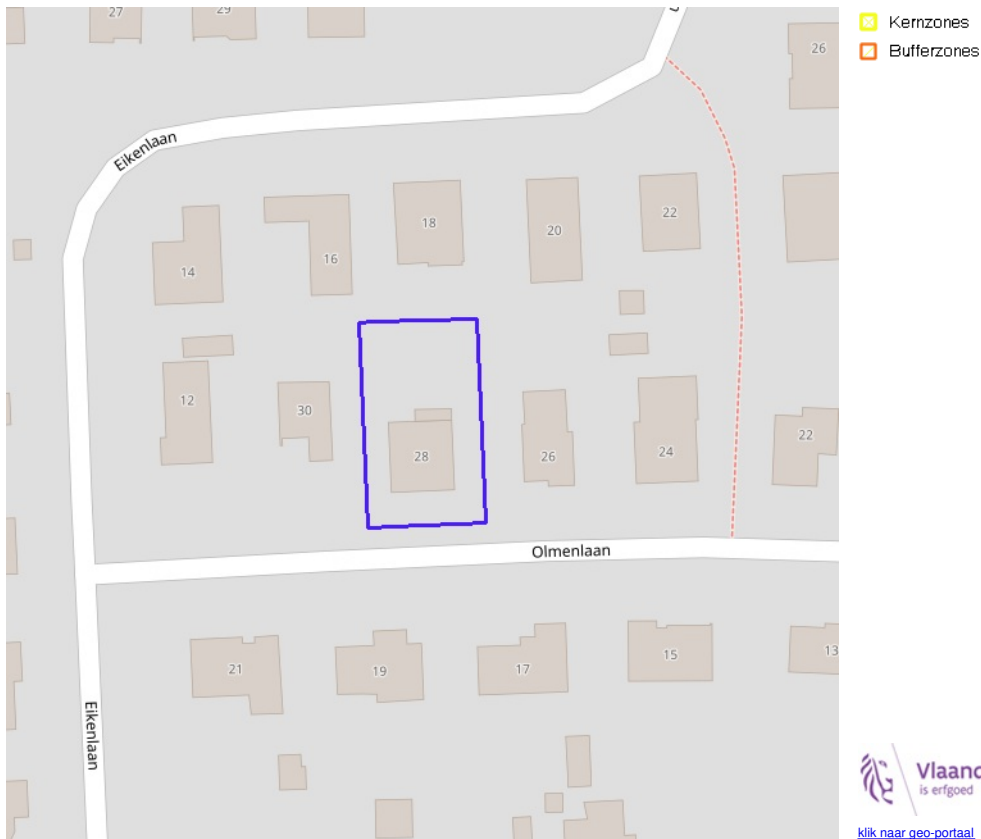 27
29
26
Kernzones
Bufferzones
Eikenlaan
18
22
20
16
14
12
30
28
26
24
22
Olmenlaan
21
19
17
15
13
Eikenlaan
Vlaand
is erfgoed
klik naar geo-portaal